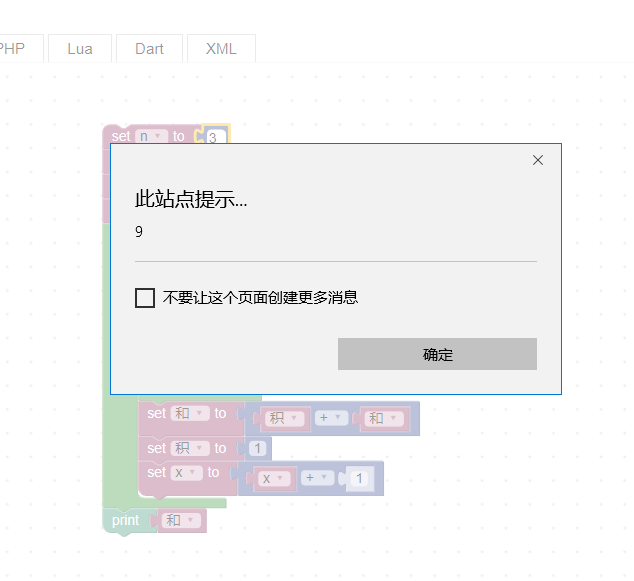 PHP Lua Dart XML
set n to 3
此站点提示...
9
不要让这个页面创建更多消息
确定
set 和 to 积 + 和
set 积 to 1
set x to x + 1
print 和